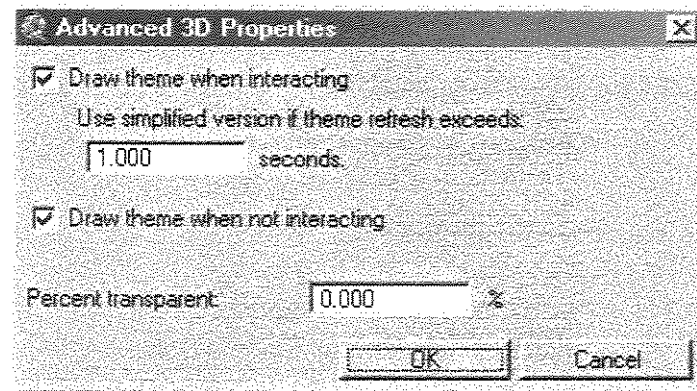 Advanced 3D Properties
Draw theme when interacting
Use simplified version if theme refresh exceeds:
1.000 seconds.
Draw theme when not interacting
Percent transparent: 0.000 %
OK Cancel